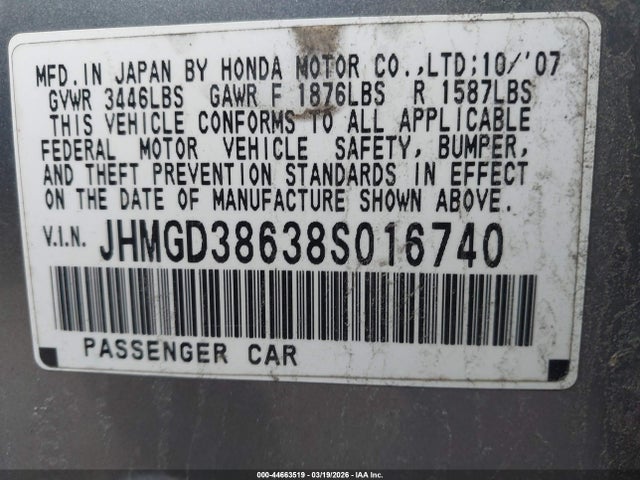 MFD.IN JAPAN BY HONDA MOTOR CO.,LTD;10/'07
GVWR 3446LBS GAWR F 1876LBS R 1587LBS
THIS VEHICLE CONFORMS TO ALL APPLICABLE
FEDERAL MOTOR VEHICLE SAFETY, BUMPER,
AND THEFT PREVENTION STANDARDS IN EFFECT
ON THE DATE OF MANUFACTURE SHOWN ABOVE.
V.I.N. JHMGD38638S016740
PASSENGER CAR
000-44663519 — 03/19/2026 — IAA Inc.